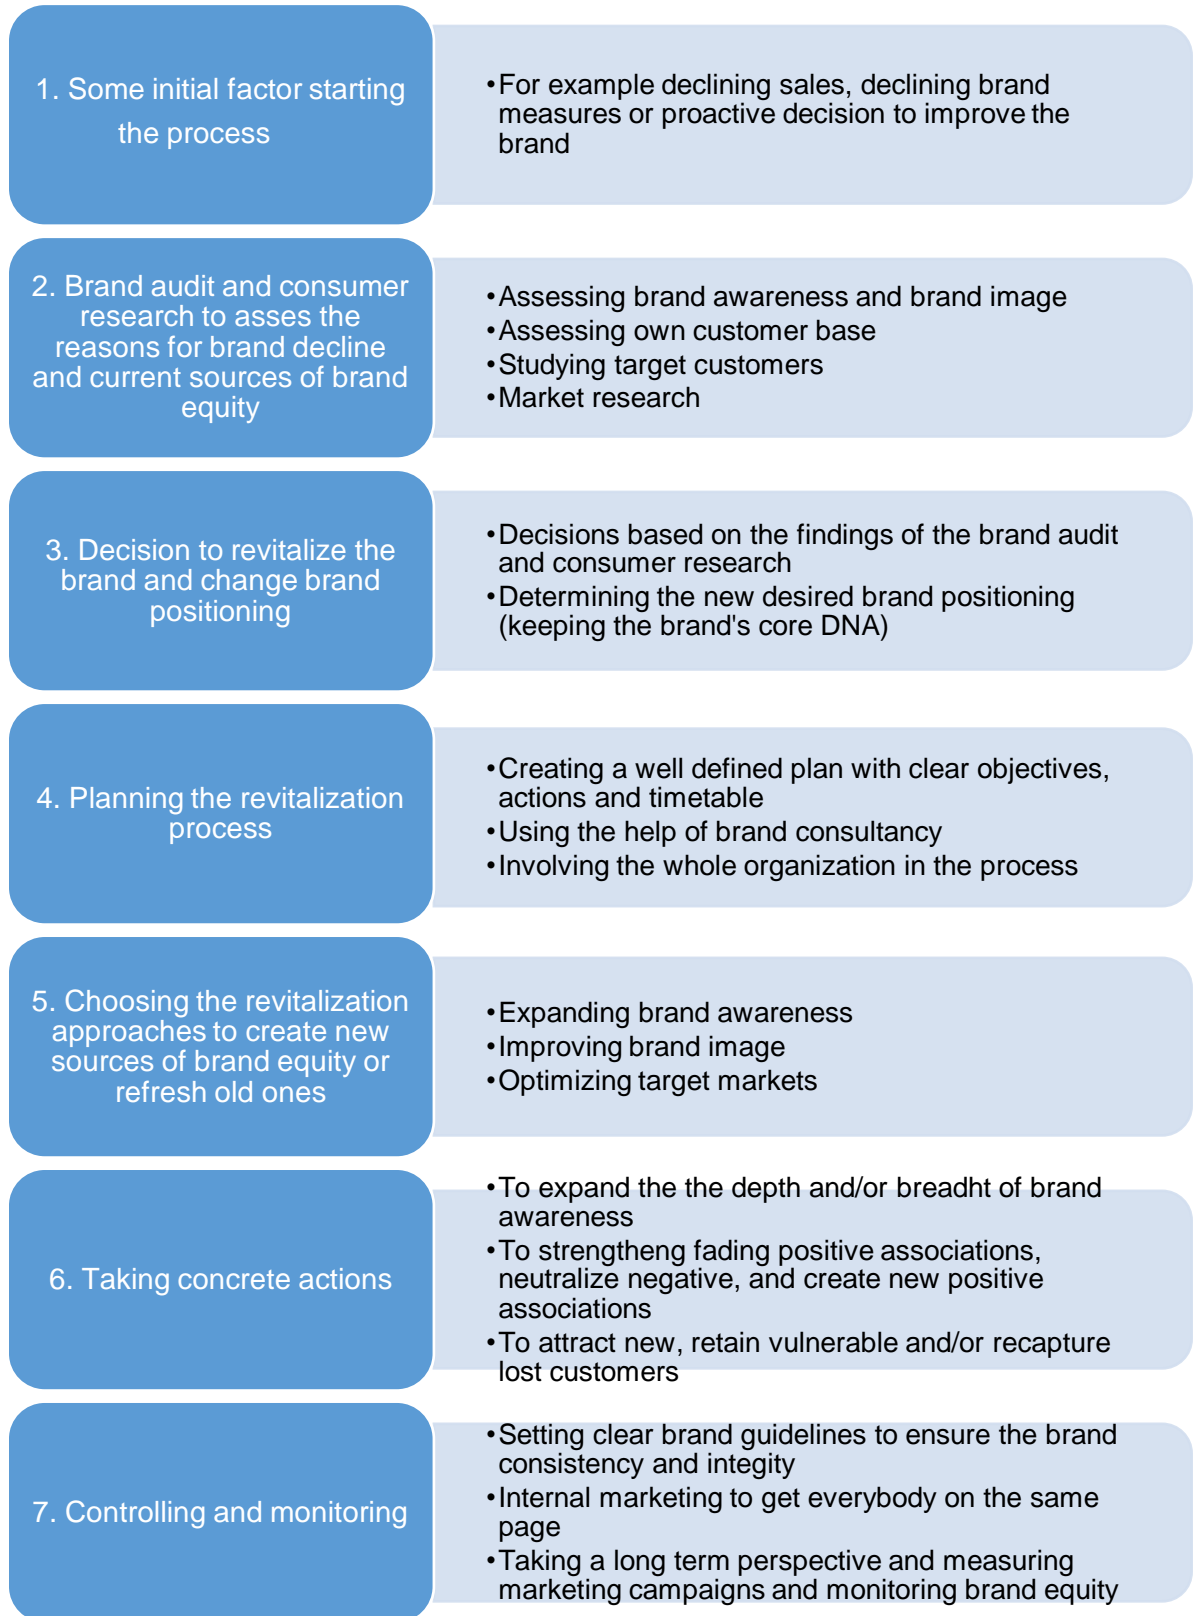 1. Some initial factor starting
the process
•For example declining sales, declining brand
measures or proactive decision to improve the
brand
2. Brand audit and consumer
research to asses the
reasons for brand decline
and current sources of brand
equity
•Assessing brand awareness and brand image
•Assessing own customer base
•Studying target customers
•Market research
3. Decision to revitalize the
brand and change brand
positioning
•Decisions based on the findings of the brand audit
and consumer research
•Determining the new desired brand positioning
(keeping the brand's core DNA)
4. Planning the revitalization
process
•Creating a well defined plan with clear objectives,
actions and timetable
•Using the help of brand consultancy
•Involving the whole organization in the process
5. Choosing the revitalization
approaches to create new
sources of brand equity or
refresh old ones
•Expanding brand awareness
•Improving brand image
•Optimizing target markets
6. Taking concrete actions
•To expand the the depth and/or breadht of brand
awareness
•To strengtheng fading positive associations,
neutralize negative, and create new positive
associations
•To attract new, retain vulnerable and/or recapture
lost customers
7. Controlling and monitoring
•Setting clear brand guidelines to ensure the brand
consistency and integity
•Internal marketing to get everybody on the same
page
•Taking a long term perspective and measuring
marketing campaigns and monitoring brand equity